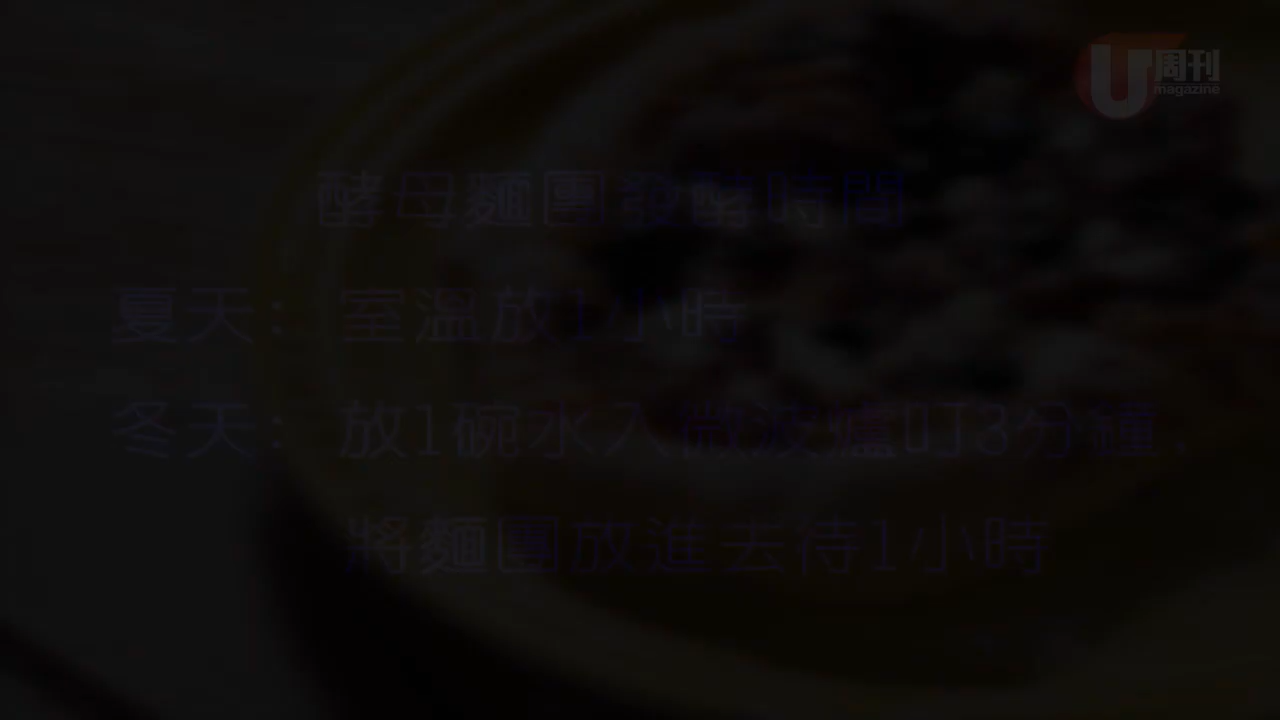 U周刊
magazine
酵母麵團發酵時間
夏天: 室溫放1小時
冬天: 放1碗水入微波爐叮3分鐘,
將麵團放進去待1小時